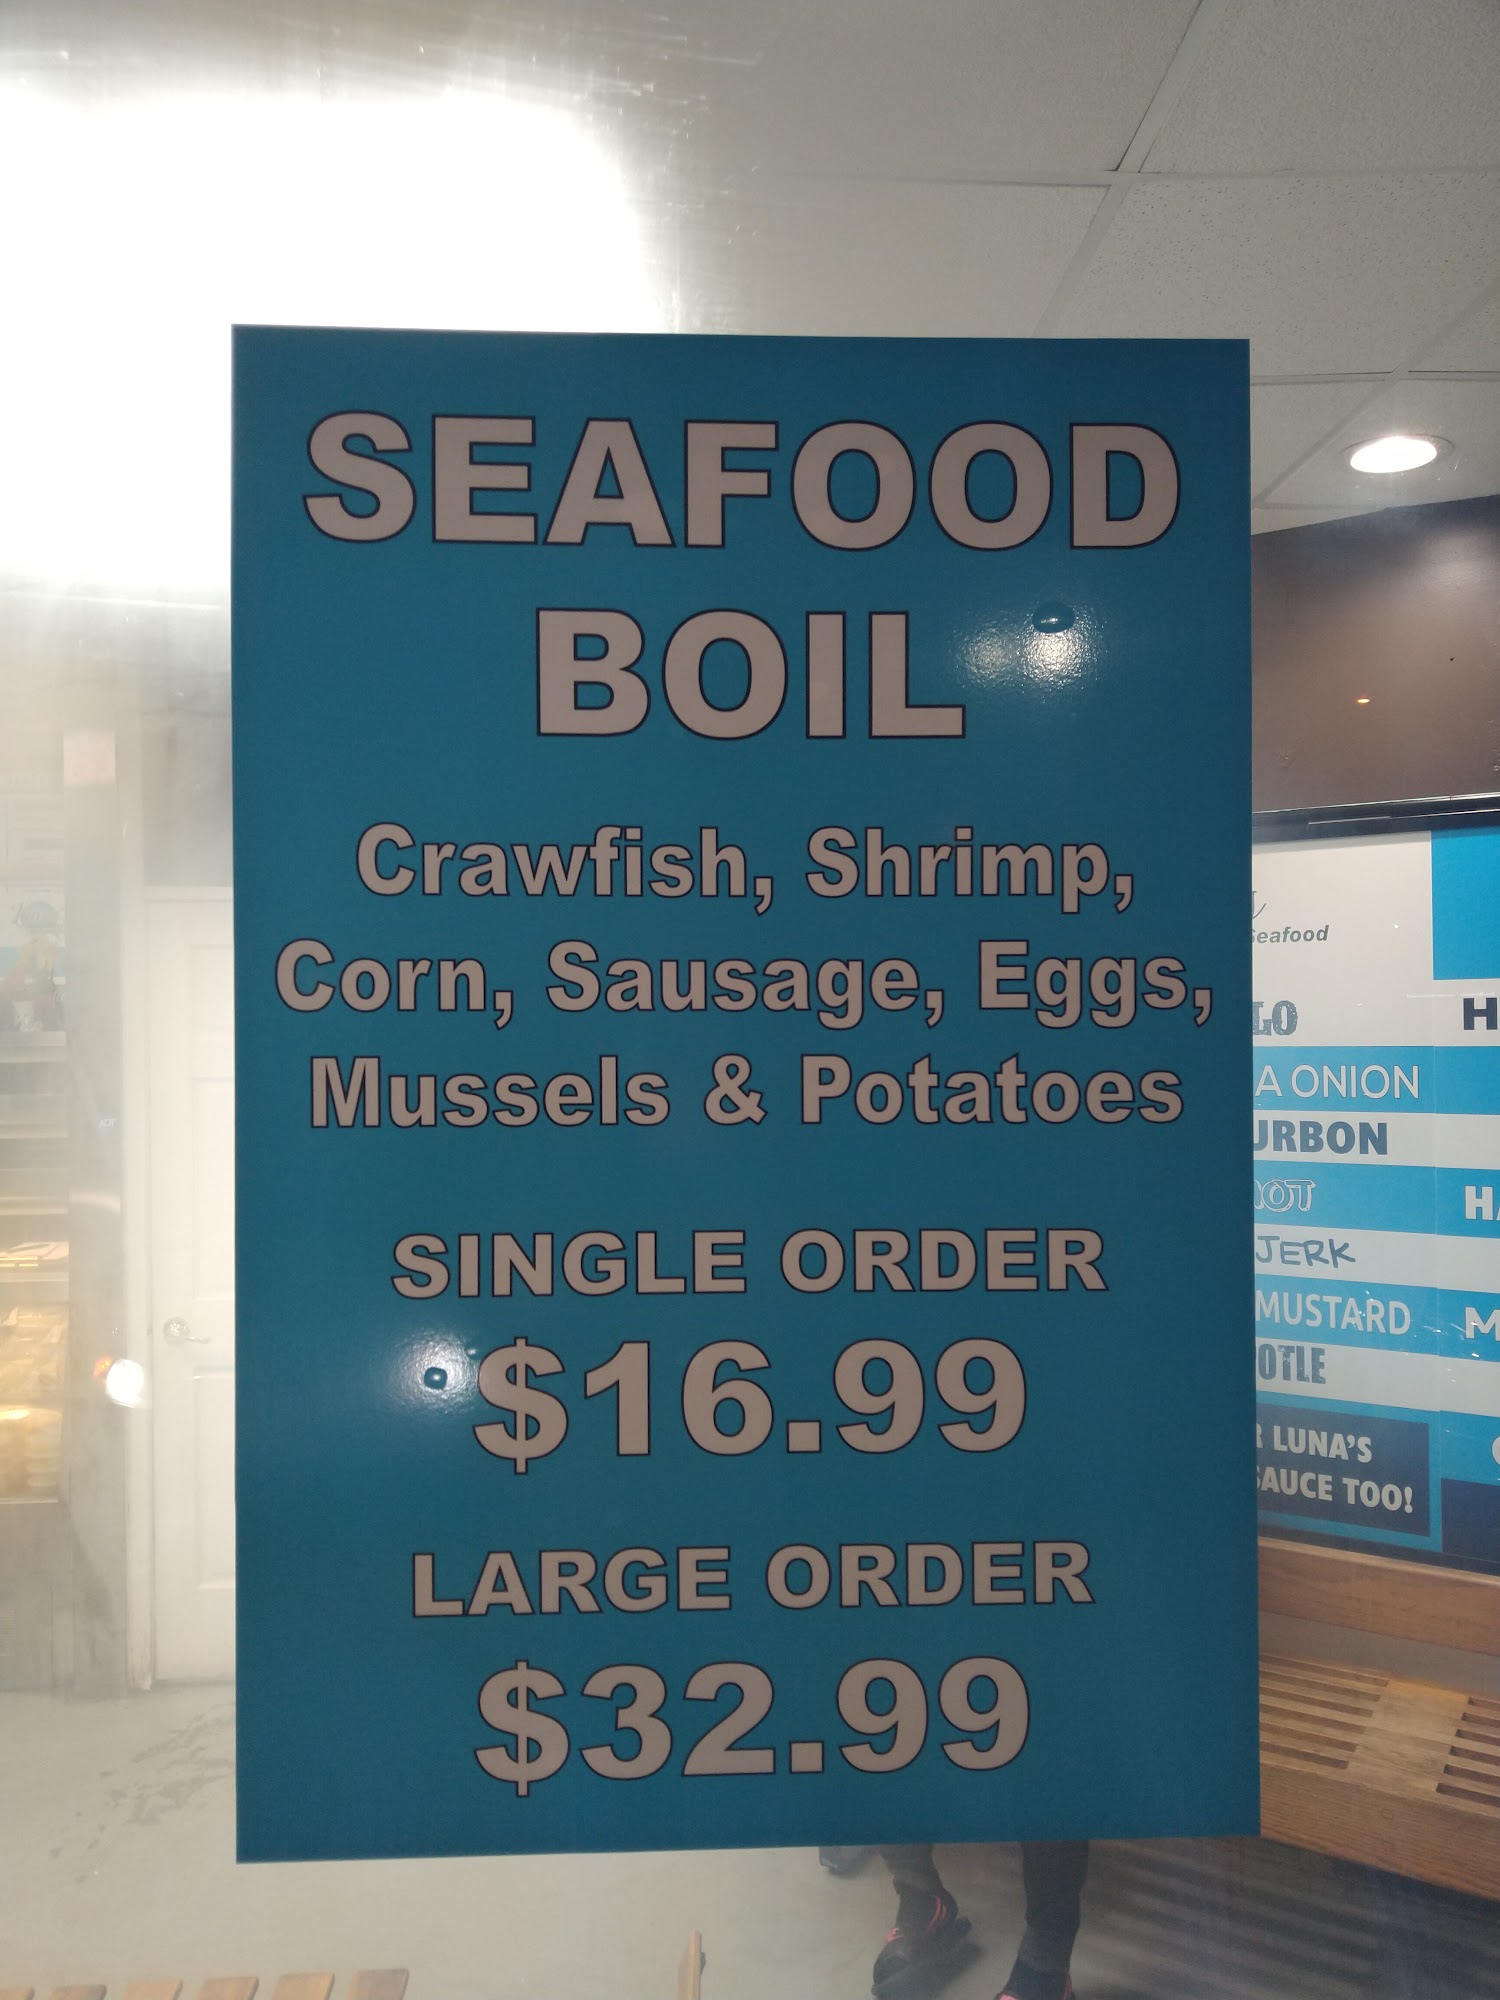 SEAFOOD
BOIL
Crawfish, Shrimp,
Corn, Sausage, Eggs,
Mussels & Potatoes
SINGLE ORDER
$16.99
LARGE ORDER
$32.99
Seafood
A ONION
JERK
MUSTARD
LUNA'S
SAUCE TOO!